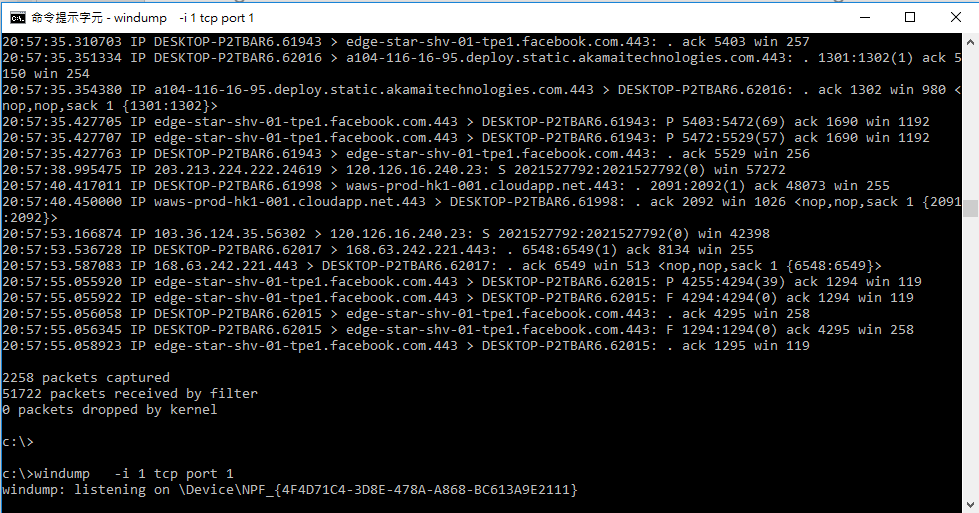 命令提示字元 - windump -i 1 tcp port 1
20:57:35.310703 IP DESKTOP-P2TBAR6.61943 > edge-star-shv-01-tpe1.facebook.com.443: . ack 5403 win 257
20:57:35.351334 IP DESKTOP-P2TBAR6.62016 > a104-116-16-95.deploy.static.akamaitechnologies.com.443: . 1301:1302(1) ack 5
150 win 254
20:57:35.354380 IP a104-116-16-95.deploy.static.akamaitechnologies.com.443 > DESKTOP-P2TBAR6.62016: . ack 1302 win 980 <
nop,nop,sack 1 {1301:1302}>
20:57:35.427705 IP edge-star-shv-01-tpe1.facebook.com.443 > DESKTOP-P2TBAR6.61943: P 5403:5472(69) ack 1690 win 1192
20:57:35.427707 IP edge-star-shv-01-tpe1.facebook.com.443 > DESKTOP-P2TBAR6.61943: P 5472:5529(57) ack 1690 win 1192
20:57:35.427763 IP DESKTOP-P2TBAR6.61943 > edge-star-shv-01-tpe1.facebook.com.443: . ack 5529 win 256
20:57:38.995475 IP 203.213.224.222.24619 > 120.126.16.240.23: S 2021527792:2021527792(0) win 57272
20:57:40.417011 IP DESKTOP-P2TBAR6.61998 > waws-prod-hk1-001.cloudapp.net.443: . 2091:2092(1) ack 48073 win 255
20:57:40.450000 IP waws-prod-hk1-001.cloudapp.net.443 > DESKTOP-P2TBAR6.61998: . ack 2092 win 1026 <nop,nop,sack 1 {2091
:2092}>
20:57:53.166874 IP 103.36.124.35.56302 > 120.126.16.240.23: S 2021527792:2021527792(0) win 42398
20:57:53.536728 IP DESKTOP-P2TBAR6.62017 > 168.63.242.221.443: . 6548:6549(1) ack 8134 win 255
20:57:53.587083 IP 168.63.242.221.443 > DESKTOP-P2TBAR6.62017: . ack 6549 win 513 <nop,nop,sack 1 {6548:6549}>
20:57:55.055920 IP edge-star-shv-01-tpe1.facebook.com.443 > DESKTOP-P2TBAR6.62015: P 4255:4294(39) ack 1294 win 119
20:57:55.055922 IP edge-star-shv-01-tpe1.facebook.com.443 > DESKTOP-P2TBAR6.62015: F 4294:4294(0) ack 1294 win 119
20:57:55.056058 IP DESKTOP-P2TBAR6.62015 > edge-star-shv-01-tpe1.facebook.com.443: . ack 4295 win 258
20:57:55.056345 IP DESKTOP-P2TBAR6.62015 > edge-star-shv-01-tpe1.facebook.com.443: F 1294:1294(0) ack 4295 win 258
20:57:55.058923 IP edge-star-shv-01-tpe1.facebook.com.443 > DESKTOP-P2TBAR6.62015: . ack 1295 win 119
2258 packets captured
51722 packets received by filter
0 packets dropped by kernel
c:\>
c:\>windump   -i 1 tcp port 1
windump: listening on \Device\NPF_{4F4D71C4-3D8E-478A-A868-BC613A9E2111}